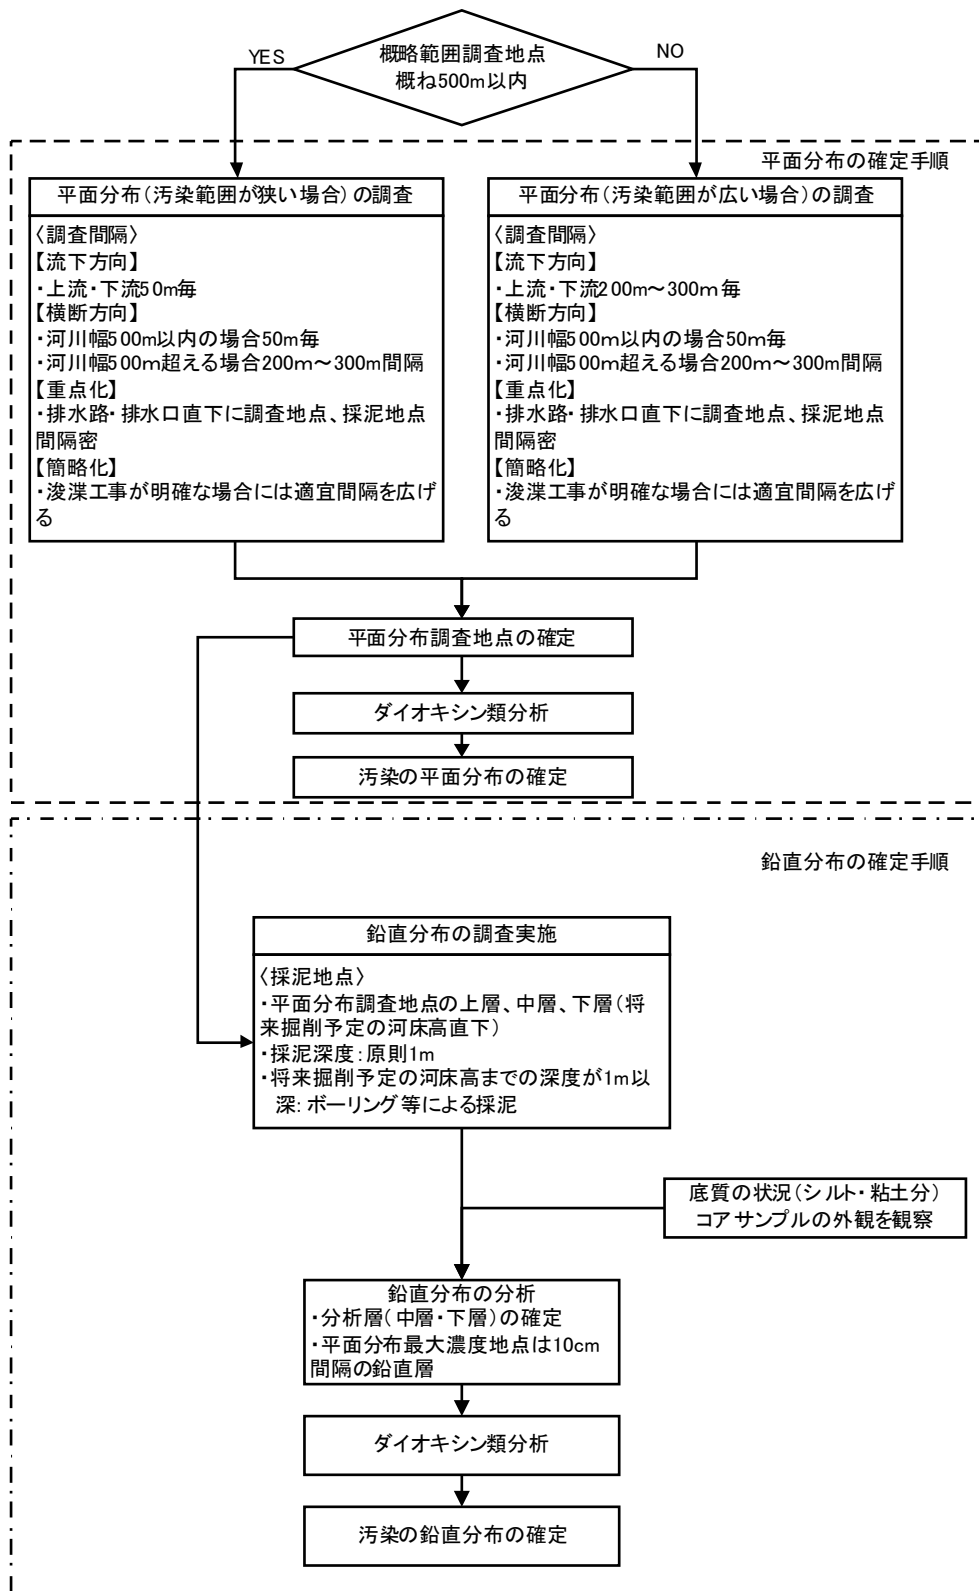 概略範囲調査地点
概ね500m以内
YES
NO
平面分布の確定手順
平面分布(汚染範囲が狭い場合)の調査
〈調査間隔〉
【流下方向】
・上流・下流50m毎
【横断方向】
・河川幅500m以内の場合50m毎
・河川幅500m超える場合200m～300m間隔
【重点化】
・排水路・排水口直下に調査地点、採泥地点
間隔密
【簡略化】
・浚渫工事が明確な場合には適宜間隔を広げ
る
平面分布(汚染範囲が広い場合)の調査
〈調査間隔〉
【流下方向】
・上流・下流200m～300m毎
【横断方向】
・河川幅500m以内の場合50m毎
・河川幅500m超える場合200m～300m間隔
【重点化】
・排水路・排水口直下に調査地点、採泥地点
間隔密
【簡略化】
・浚渫工事が明確な場合には適宜間隔を広げ
る
平面分布調査地点の確定
ダイオキシン類分析
汚染の平面分布の確定
鉛直分布の確定手順
鉛直分布の調査実施
〈採泥地点〉
・平面分布調査地点の上層、中層、下層(将
来掘削予定の河床高直下)
・採泥深度:原則1m
・将来掘削予定の河床高までの深度が1m以
深:ボーリング等による採泥
底質の状況(シルト・粘土分)
コアサンプルの外観を観察
鉛直分布の分析
・分析層(中層・下層)の確定
・平面分布最大濃度地点は10cm
間隔の鉛直層
ダイオキシン類分析
汚染の鉛直分布の確定